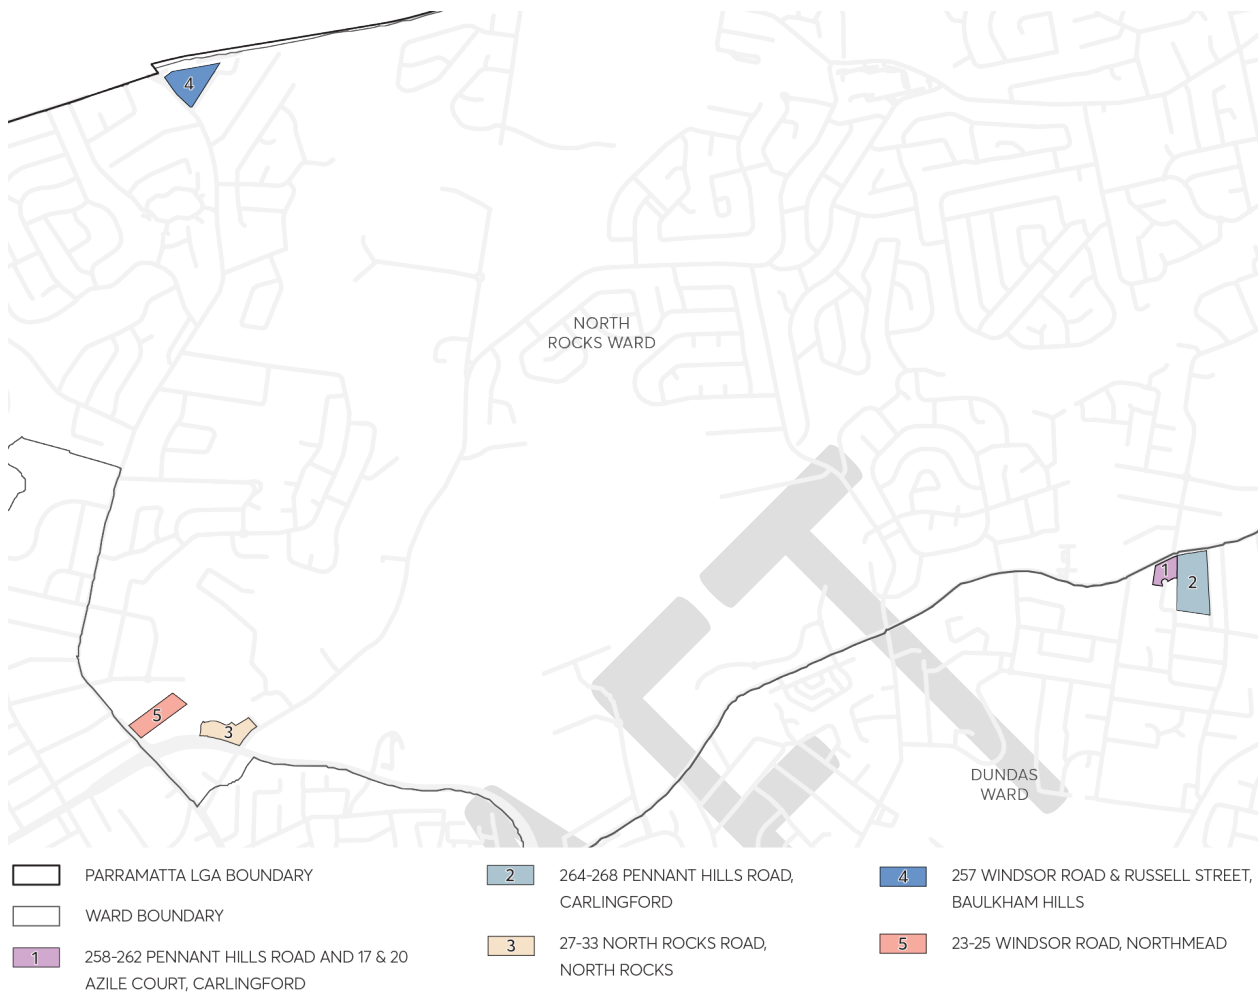 4
NORTH
ROCKS WARD
1
2
5
3
DUNDAS
WARD
PARRAMATTA LGA BOUNDARY
WARD BOUNDARY
1 258-262 PENNANT HILLS ROAD AND 17 & 20
AZILE COURT, CARLINGFORD
2 264-268 PENNANT HILLS ROAD,
CARLINGFORD
3 27-33 NORTH ROCKS ROAD,
NORTH ROCKS
4 257 WINDSOR ROAD & RUSSELL STREET,
BAULKHAM HILLS
5 23-25 WINDSOR ROAD, NORTHMEAD